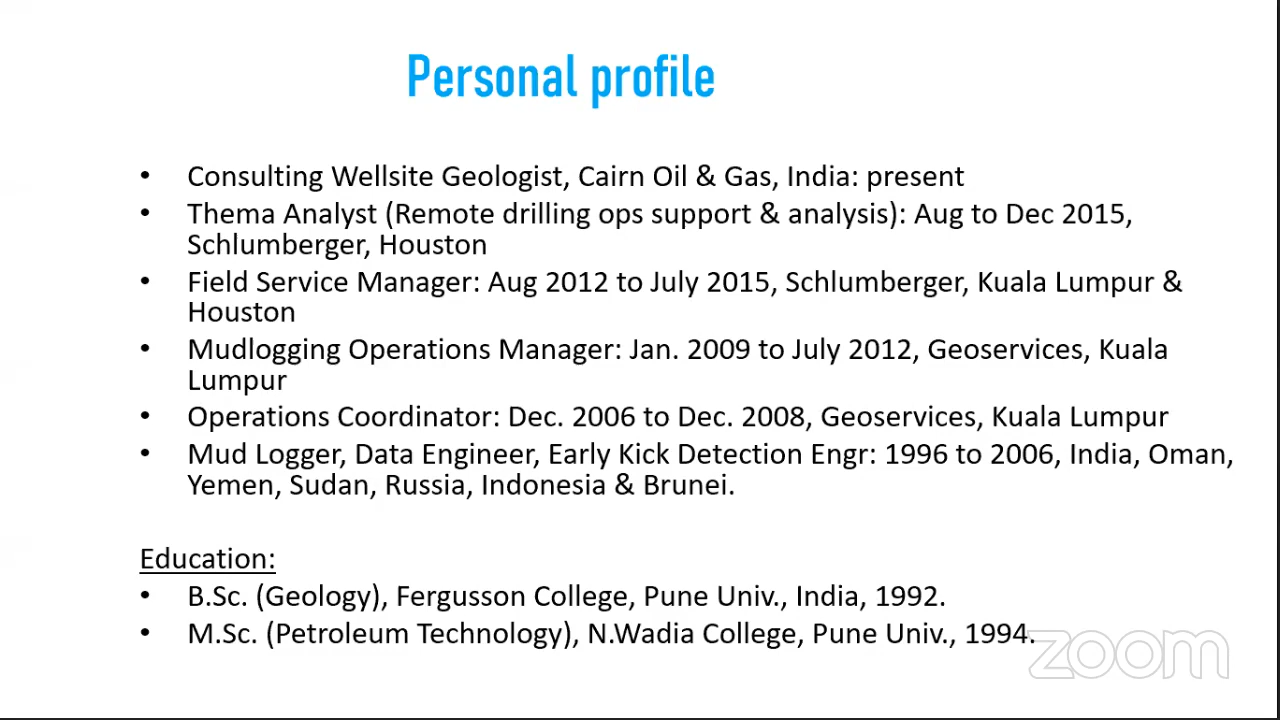 Personal profile
• Consulting Wellsite Geologist, Cairn Oil & Gas, India: present
• Thema Analyst (Remote drilling ops support & analysis): Aug to Dec 2015,
Schlumberger, Houston
• Field Service Manager: Aug 2012 to July 2015, Schlumberger, Kuala Lumpur &
Houston
• Mudlogging Operations Manager: Jan. 2009 to July 2012, Geoservices, Kuala
Lumpur
• Operations Coordinator: Dec. 2006 to Dec. 2008, Geoservices, Kuala Lumpur
• Mud Logger, Data Engineer, Early Kick Detection Engr: 1996 to 2006, India, Oman,
Yemen, Sudan, Russia, Indonesia & Brunei.
Education:
• B.Sc. (Geology), Fergusson College, Pune Univ., India, 1992.
• M.Sc. (Petroleum Technology), N.Wadia College, Pune Univ., 1994.
zoom